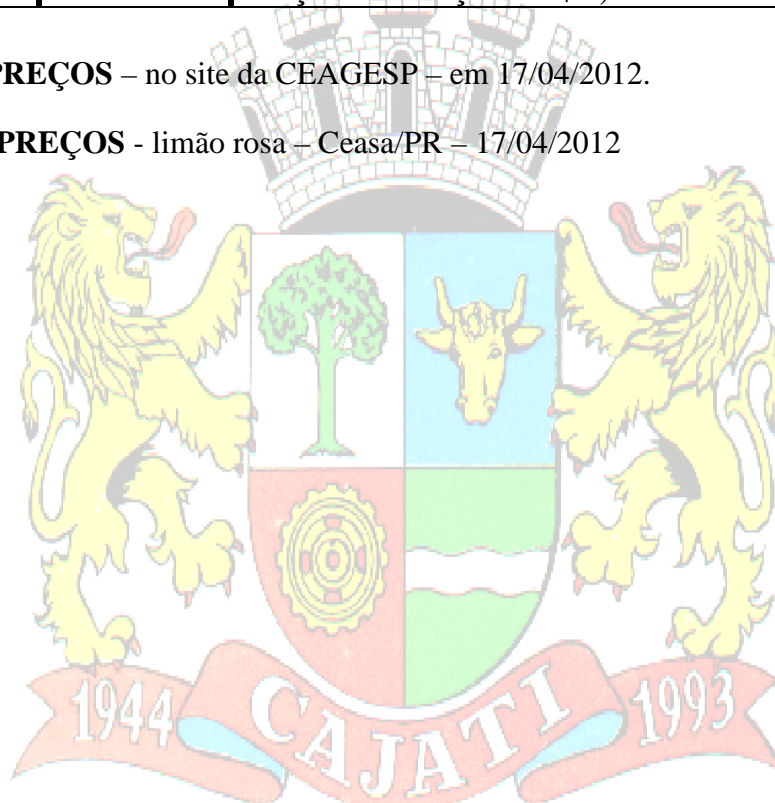 PREÇOS – no site da CEAGESP – em 17/04/2012.
PREÇOS - limão rosa – Ceasa/PR – 17/04/2012
1944 CAJATI 1993